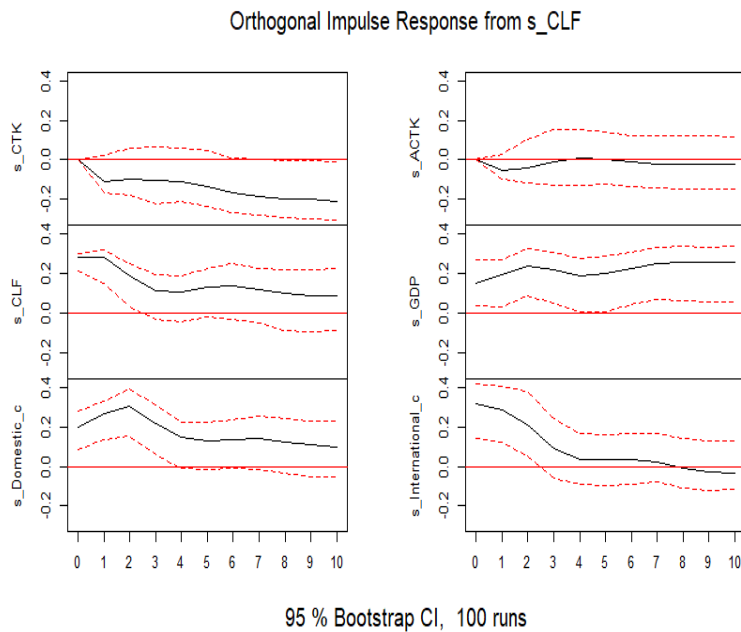 Orthogonal Impulse Response from s_CLF
s_CTK
0.4
0.2
0.0
0.2
s_ACTK
0.4
0.2
0.0
0.2
s_CLF
0.4
0.2
0.0
0.2
s_GDP
0.4
0.2
0.0
0.2
s_Domestic_c
0.4
0.2
0.0
0.2
s_International_c
0.4
0.2
0.0
0.2
0 1 2 3 4 5 6 7 8 9 10
0 1 2 3 4 5 6 7 8 9 10
95 % Bootstrap CI, 100 runs